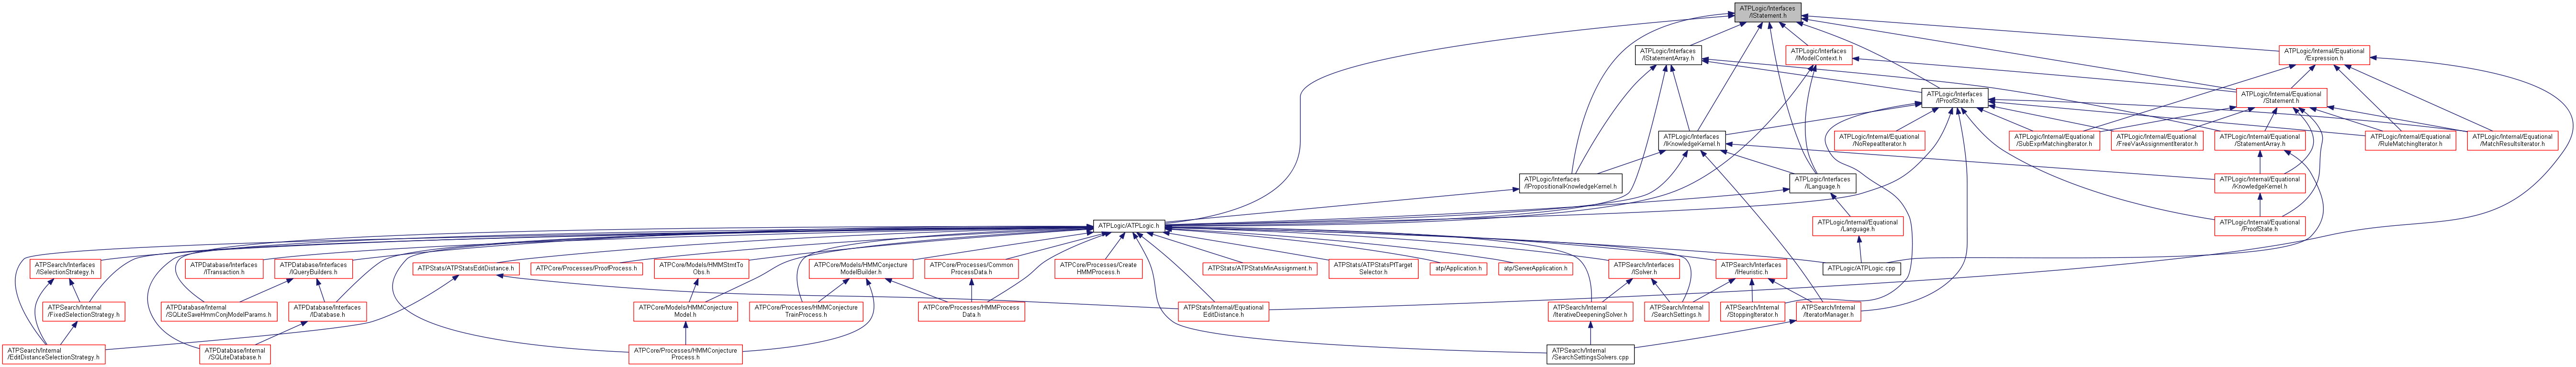 ATPLogic/Interfaces
/IStatement.h
ATPLogic/Interfaces
/IStatementArray.h
ATPLogic/Interfaces
/IModelContext.h
ATPLogic/Internal/Equational
/Expression.h
ATPLogic/Interfaces
/IProofState.h
ATPLogic/Internal/Equational
/Statement.h
ATPLogic/Interfaces
/IKnowledgeKernel.h
ATPLogic/Internal/Equational
/NoRepeatIterator.h
ATPLogic/Internal/Equational
/SubExprMatchingIterator.h
ATPLogic/Internal/Equational
/FreeVarAssignmentIterator.h
ATPLogic/Internal/Equational
/StatementArray.h
ATPLogic/Internal/Equational
/RuleMatchingIterator.h
ATPLogic/Internal/Equational
/MatchResultsIterator.h
ATPLogic/Interfaces
/IPropositionalKnowledgeKernel.h
ATPLogic/Interfaces
/ILanguage.h
ATPLogic/Internal/Equational
/KnowledgeKernel.h
ATPLogic/ATPLogic.h
ATPLogic/Internal/Equational
/Language.h
ATPLogic/Internal/Equational
/ProofState.h
ATPSearch/Interfaces
/ISelectionStrategy.h
ATPDatabase/Interfaces
/ITransaction.h
ATPDatabase/Interfaces
/IQueryBuilders.h
ATPStats/ATPStatsEditDistance.h
ATPCore/Processes/ProofProcess.h
ATPCore/Models/HMMStmtTo
Obs.h
ATPCore/Models/HMMConjecture
ModelBuilder.h
ATPCore/Processes/Common
ProcessData.h
ATPCore/Processes/Create
HMMProcess.h
ATPStats/ATPStatsMinAssignment.h
ATPStats/ATPStatsPfTarget
Selector.h
atp/Application.h
atp/ServerApplication.h
ATPSearch/Interfaces
/ISolver.h
ATPSearch/Interfaces
/IHeuristic.h
ATPLogic/ATPLogic.cpp
ATPSearch/Internal
/FixedSelectionStrategy.h
ATPDatabase/Internal
/SQLiteSaveHmmConjModelParams.h
ATPDatabase/Interfaces
/IDatabase.h
ATPCore/Models/HMMConjecture
Model.h
ATPCore/Processes/HMMConjecture
TrainProcess.h
ATPCore/Processes/HMMProcess
Data.h
ATPStats/Internal/Equational
EditDistance.h
ATPSearch/Internal
/IterativeDeepeningSolver.h
ATPSearch/Internal
/SearchSettings.h
ATPSearch/Internal
/StoppingIterator.h
ATPSearch/Internal
/IteratorManager.h
ATPSearch/Internal
/EditDistanceSelectionStrategy.h
ATPDatabase/Internal
/SQLiteDatabase.h
ATPCore/Processes/HMMConjecture
Process.h
ATPSearch/Internal
/SearchSettingsSolvers.cpp